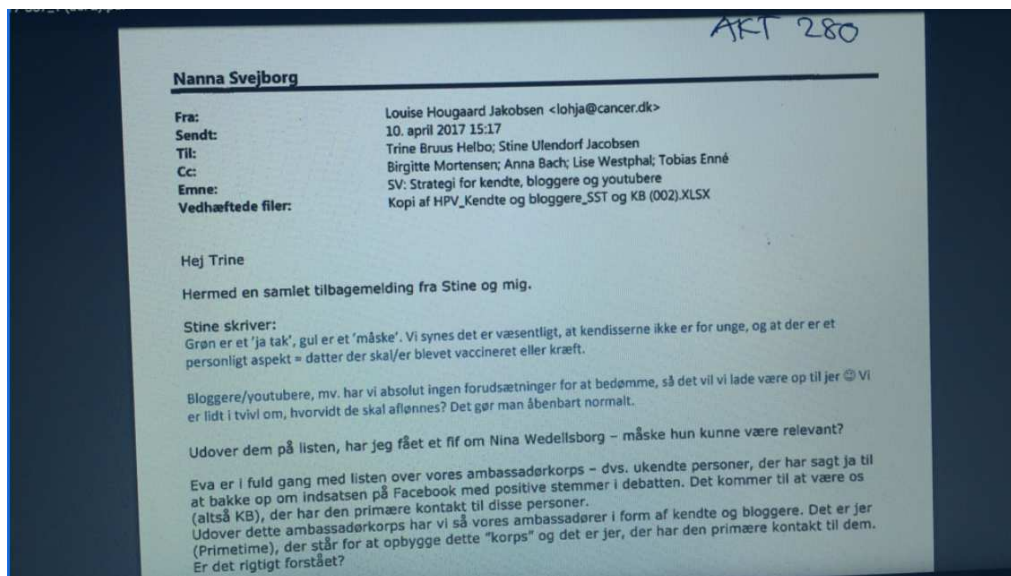 AKT 280
Nanna Svejborg
Fra: Louise Hougaard Jakobsen <lohja@cancer.dk>
Sendt: 10. april 2017 15:17
Til: Trine Bruus Helbo; Stine Ulendorf Jacobsen
Cc: Birgitte Mortensen; Anna Bach; Lise Westphal; Tobias Enné
Emne: SV: Strategi for kendte, bloggere og youtubere
Vedhæftede filer: Kopi af HPV_Kendte og bloggere_SST og KB (002).XLSX
Hej Trine
Hermed en samlet tilbagemelding fra Stine og mig.
Stine skriver:
Grøn er et 'ja tak', gul er et 'måske'. Vi synes det er væsentligt, at kendisserne ikke er for unge, og at der er et
personligt aspekt = datter der skal/er blevet vaccineret eller kræft.
Bloggere/youtubere, mv. har vi absolut ingen forudsætninger for at bedømme, så det vil vi lade være op til jer ☺ Vi
er lidt i tvivl om, hvorvidt de skal aflønnes? Det gør man åbenbart normalt.
Udover dem på listen, har jeg fået et fif om Nina Wedellsborg – måske hun kunne være relevant?
Eva er i fuld gang med listen over vores ambassadørkorps – dvs. ukendte personer, der har sagt ja til
at bakke op om indsatsen på Facebook med positive stemmer i debatten. Det kommer til at være os
(altså KB), der har den primære kontakt til disse personer.
Udover dette ambassadørkorps har vi så vores ambassadører i form af kendte og bloggere. Det er jer
(Primetime), der står for at opbygge dette "korps" og det er jer, der har den primære kontakt til dem.
Er det rigtigt forstået?